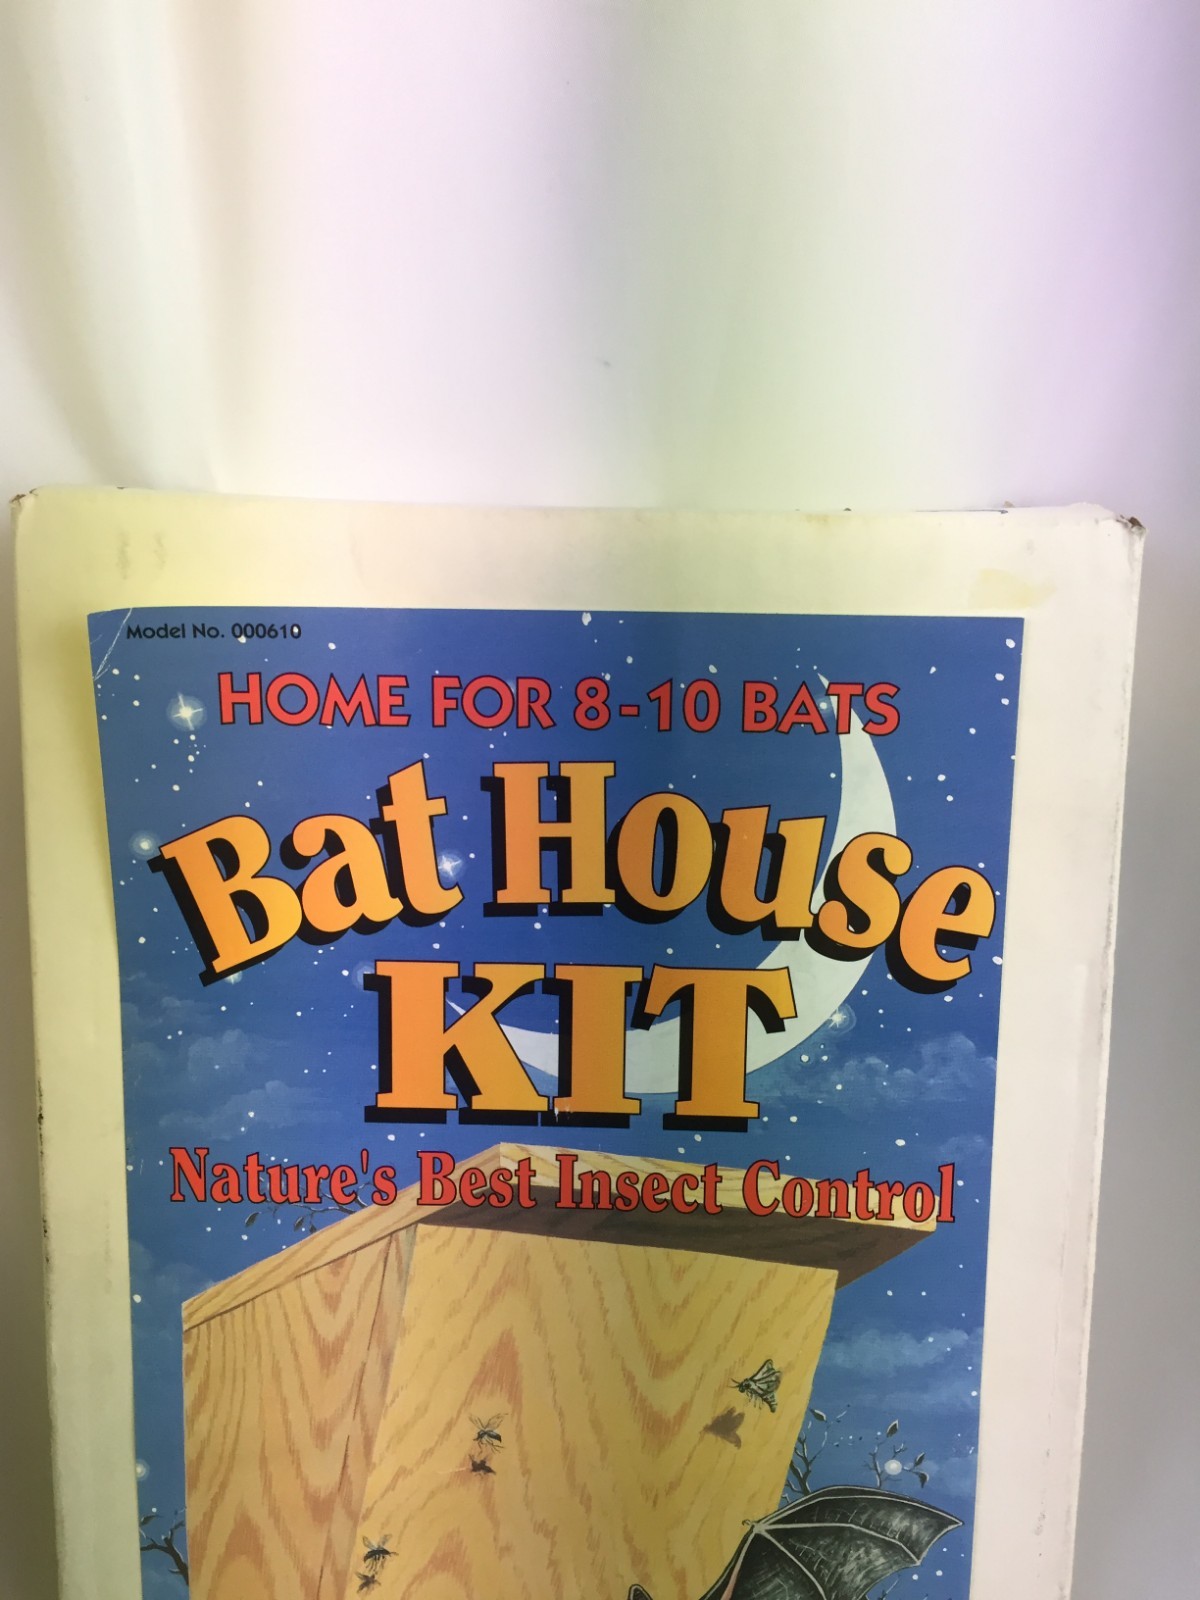 Model No. 000610
HOME FOR 8-10 BATS
Bat House
KIT
Nature's Best Insect Control